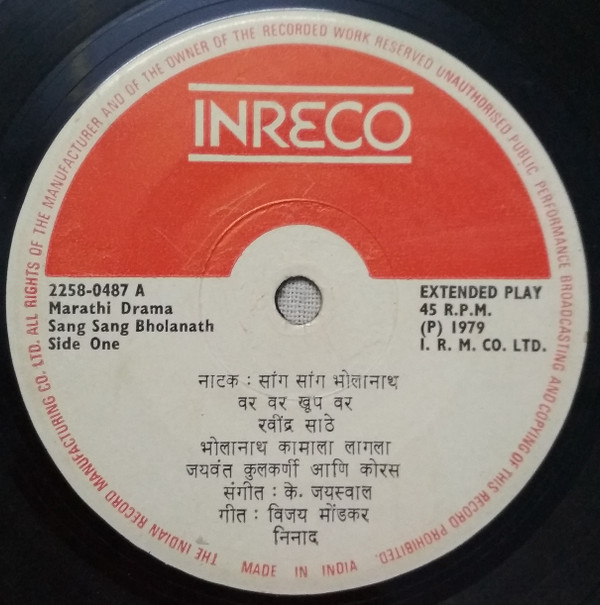 THE INDIAN RECORD MANUFACTURING CO. LTD. ALL RIGHTS OF THE MANUFACTURER AND OF THE OWNER OF THE RECORDED WORK RESERVED UNAUTHORISED PUBLIC PERFORMANCE BROADCASTING AND COPYING OF THIS RECORD PROHIBITED.
INRECO
2258-0487 A
Marathi Drama
Sang Sang Bholanath
Side One
EXTENDED PLAY
45 R.P.M.
(P) 1979
I. R. M. CO. LTD.
नाटक : सांग सांग भोलानाथ
वर वर खूप वर
रवींद्र साठे
भोलानाथ कामाला लागला
जयवंत कुलकर्णी आणि कोरस
संगीत : के. जयस्वाल
गीत : विजय मोंडकर
निनाद
MADE IN INDIA